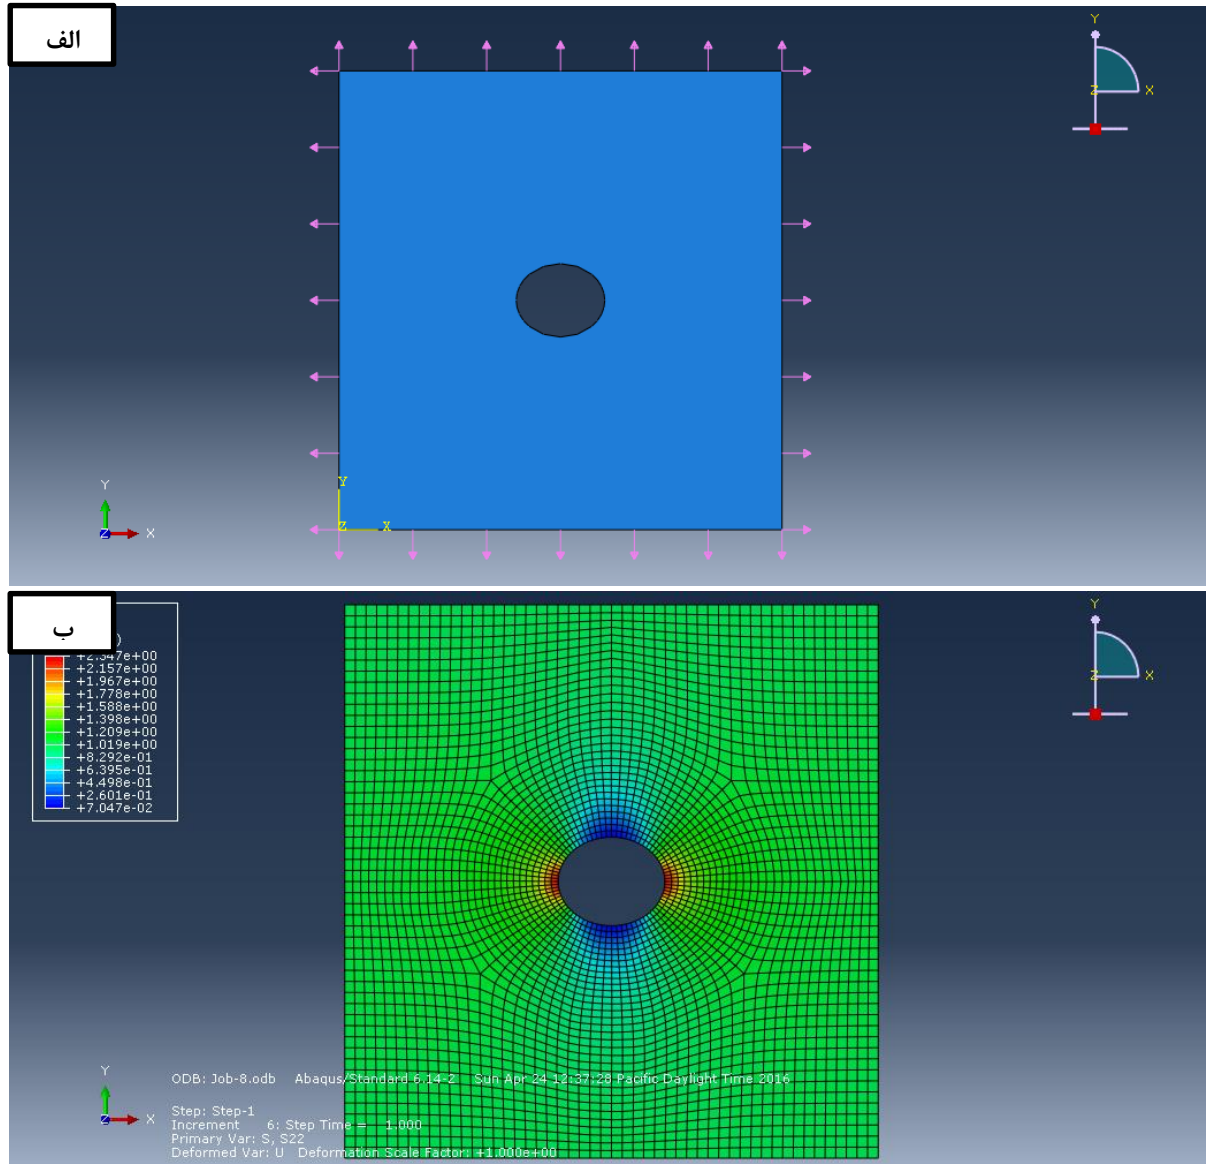 الف
Y
Z X
Y
Z X
Y
Z X
ب
)
+2.347e+00
+2.157e+00
+1.967e+00
+1.778e+00
+1.588e+00
+1.398e+00
+1.209e+00
+1.019e+00
+8.292e-01
+6.395e-01
+4.498e-01
+2.601e-01
+7.047e-02
Y
Z X
Y
Z X
ODB: Job-8.odb Abaqus/Standard 6.14-2 Sun Apr 24 12:37:28 Pacific Daylight Time 2016
Step: Step-1
Increment 6: Step Time = 1.000
Primary Var: S, S22
Deformed Var: U Deformation Scale Factor: +1.000e+00